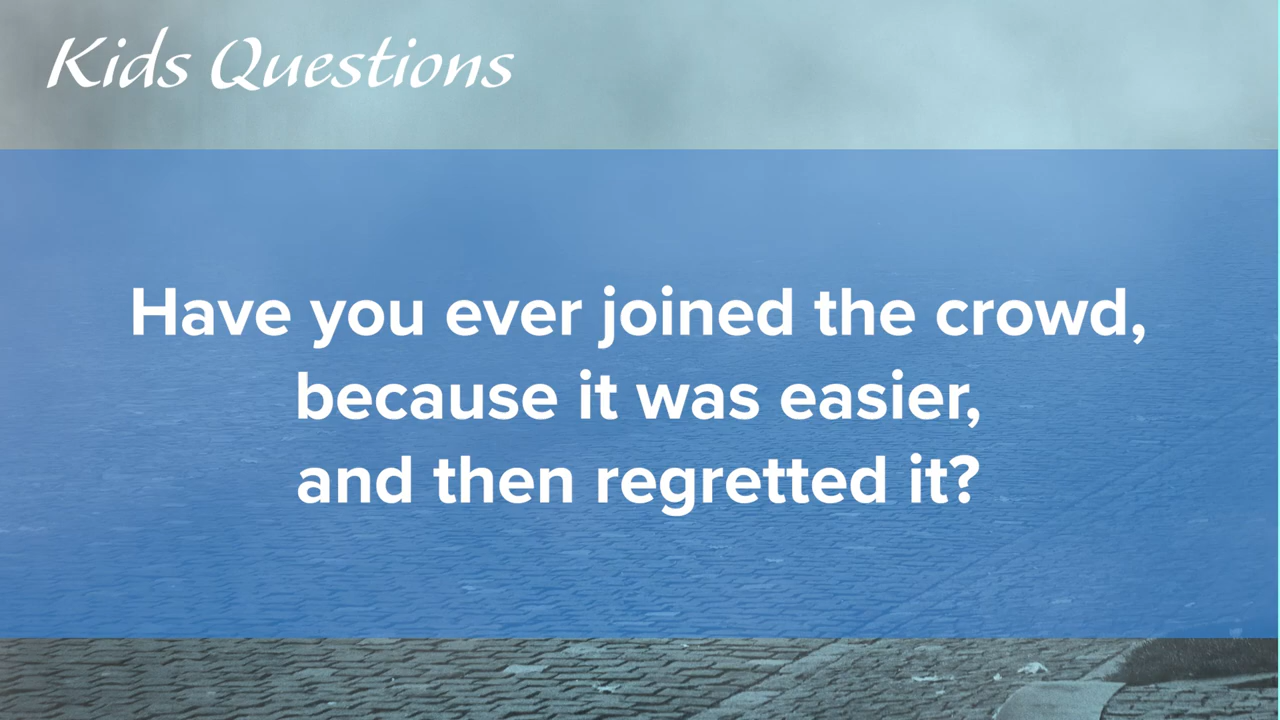 Kids Questions
Have you ever joined the crowd,
because it was easier,
and then regretted it?